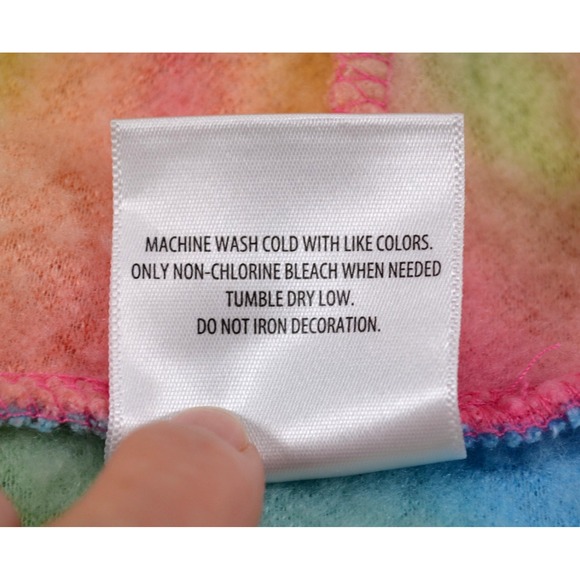 MACHINE WASH COLD WITH LIKE COLORS.
ONLY NON-CHLORINE BLEACH WHEN NEEDED
TUMBLE DRY LOW.
DO NOT IRON DECORATION.